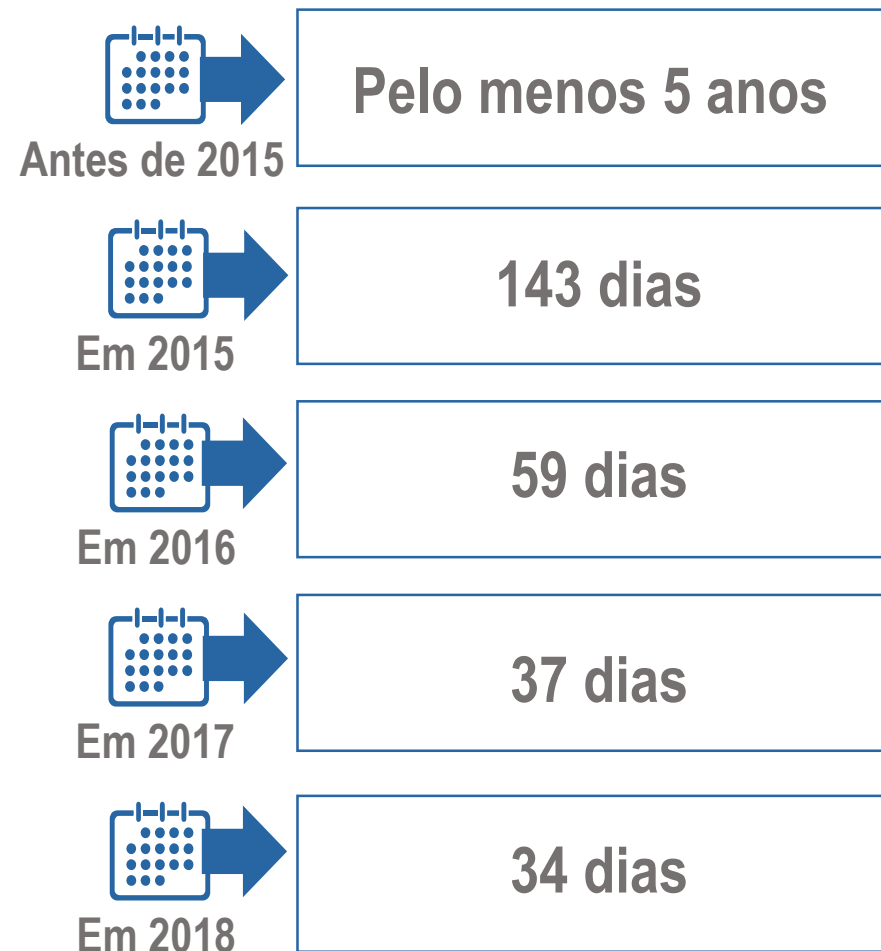 Pelo menos 5 anos
Antes de 2015
143 dias
Em 2015
59 dias
Em 2016
37 dias
Em 2017
34 dias
Em 2018